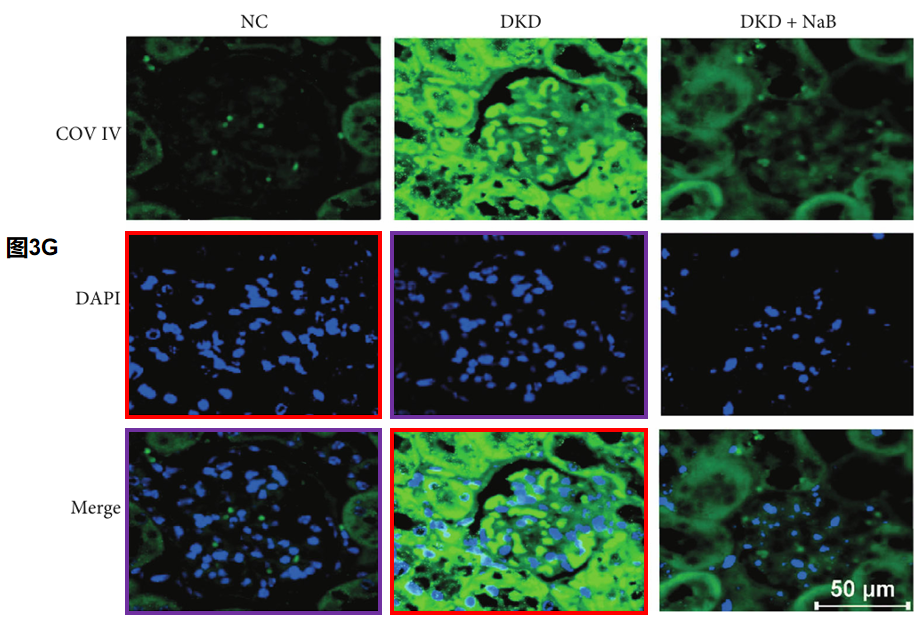 NC DKD DKD + NaB
COV IV
图3G
DAPI
Merge
50 µm